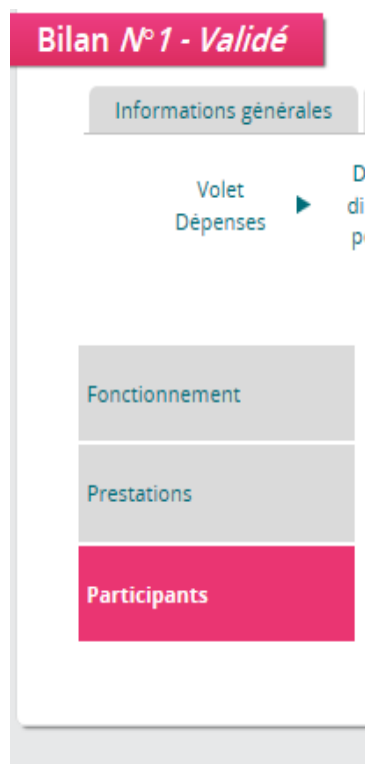 Bilan N°1 - Validé
Informations générales
Volet
Dépenses
Fonctionnement
Prestations
Participants